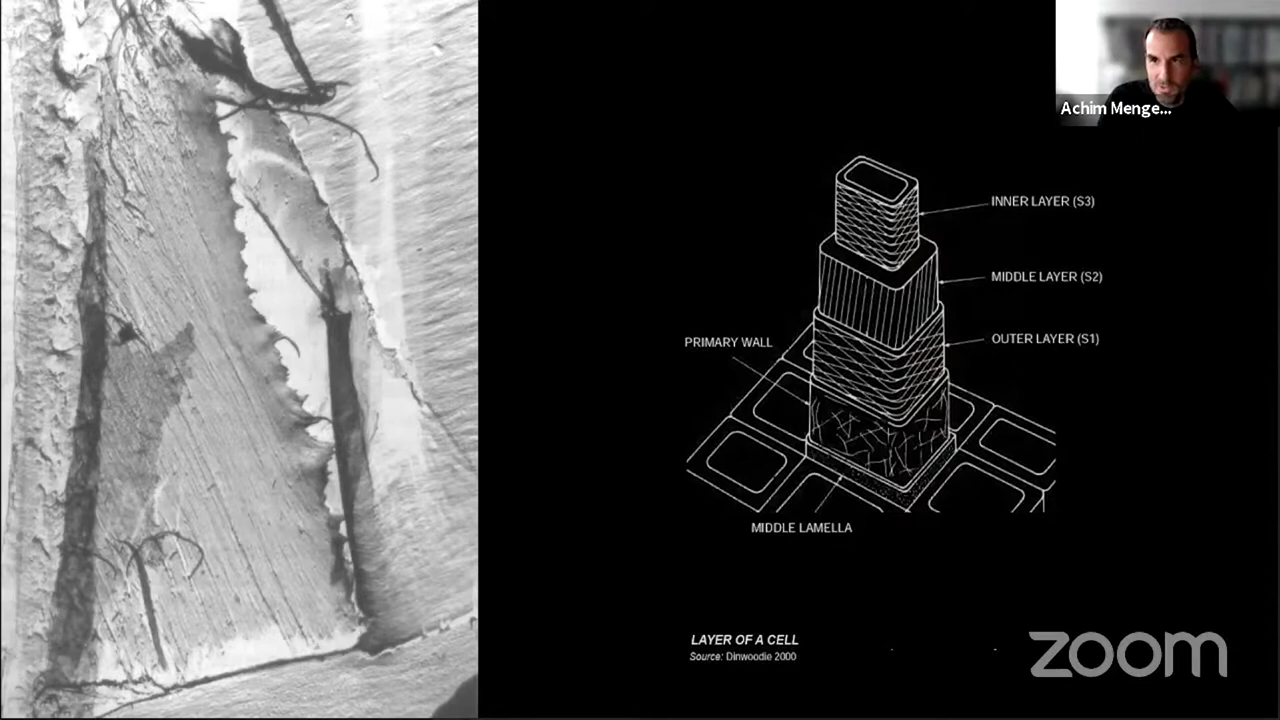 Achim Menge...
INNER LAYER (S3)
MIDDLE LAYER (S2)
OUTER LAYER (S1)
PRIMARY WALL
MIDDLE LAMELLA
LAYER OF A CELL
Source: Dinwoodie 2000
zoom